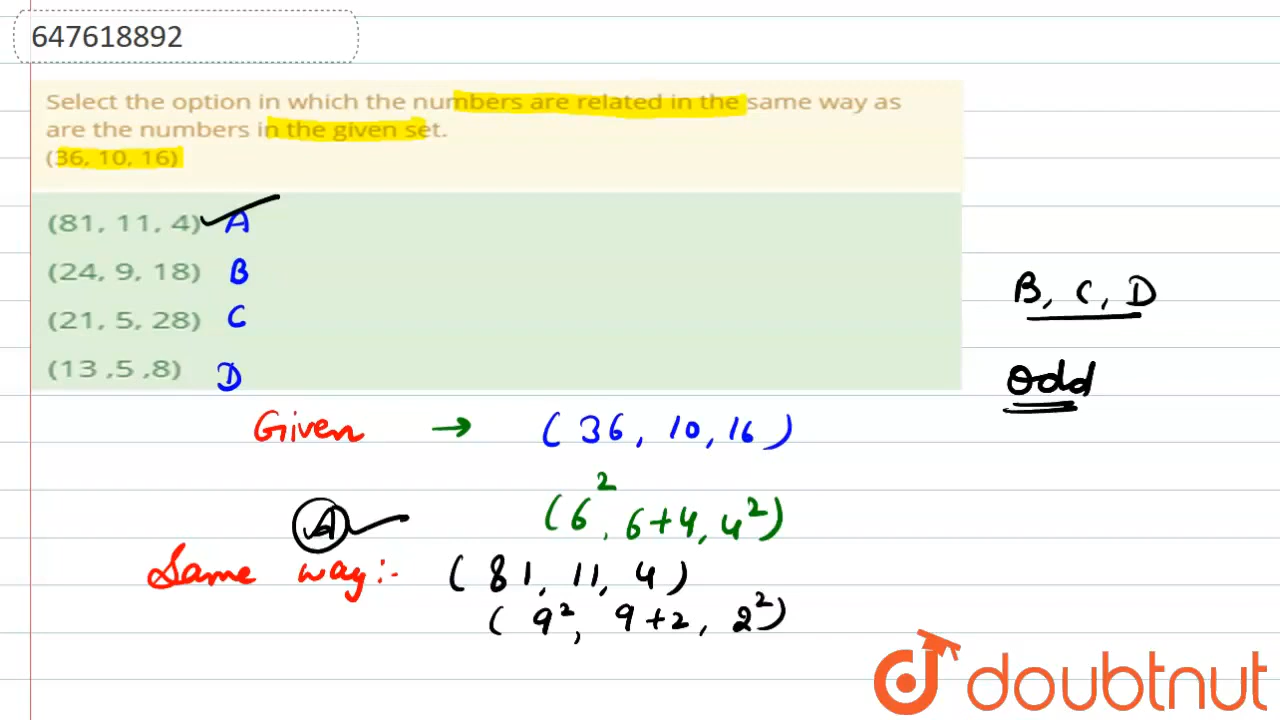 647618892
Select the option in which the numbers are related in the same way as
are the numbers in the given set.
(36, 10, 16)
(81, 11, 4) A
(24, 9, 18) B
(21, 5, 28) C
(13 ,5 ,8) D
B, C, D
Odd
Given → (36, 10, 16)
A (6², 6+4, 4²)
Same way:- (81, 11, 4)
(9², 9+2, 2²)
doubtnut